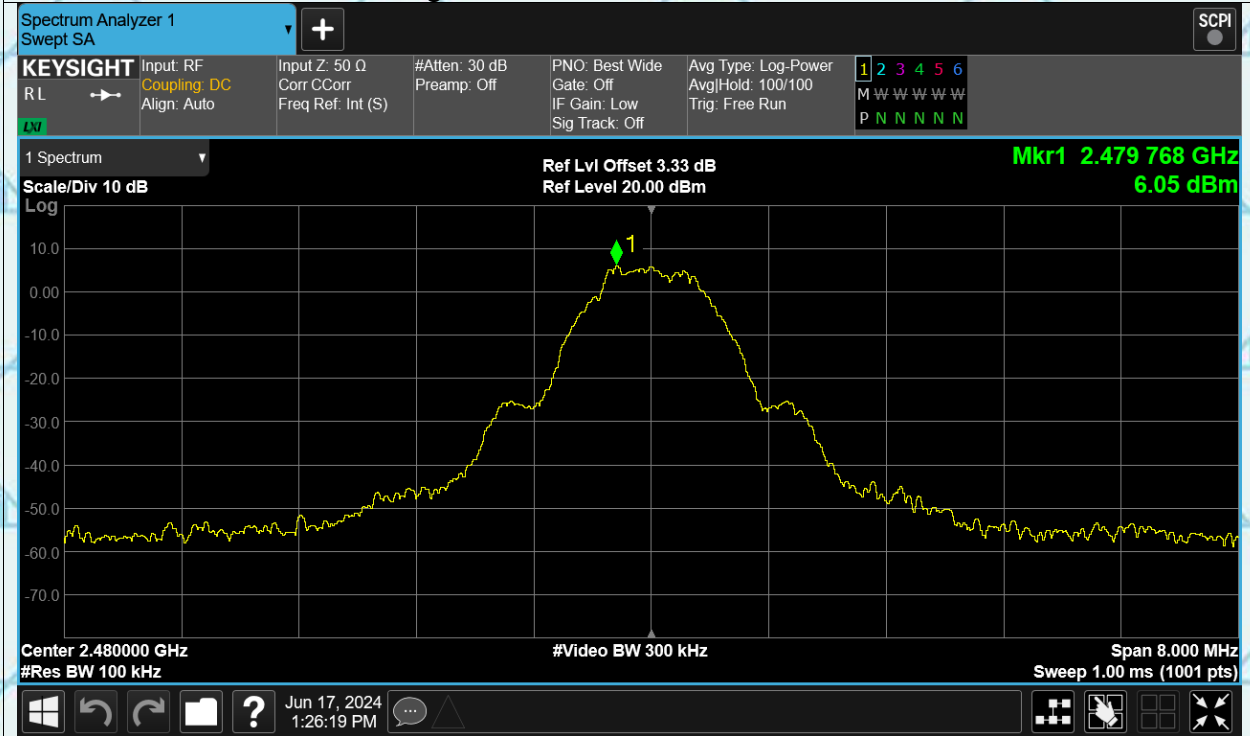 Spectrum Analyzer 1
Swept SA
+
SCPI
KEYSIGHT
R L
LXI
Input: RF
Coupling: DC
Align: Auto
Input Z: 50 Ω
Corr CCorr
Freq Ref: Int (S)
#Atten: 30 dB
Preamp: Off
PNO: Best Wide
Gate: Off
IF Gain: Low
Sig Track: Off
Avg Type: Log-Power
Avg|Hold: 100/100
Trig: Free Run
1 2 3 4 5 6
M W W W W W
P N N N N N
1 Spectrum
Scale/Div 10 dB
Log
Ref Lvl Offset 3.33 dB
Ref Level 20.00 dBm
Mkr1 2.479 768 GHz
6.05 dBm
1
10.0
0.00
-10.0
-20.0
-30.0
-40.0
-50.0
-60.0
-70.0
Center 2.480000 GHz
#Res BW 100 kHz
#Video BW 300 kHz
Span 8.000 MHz
Sweep 1.00 ms (1001 pts)
?
Jun 17, 2024
1:26:19 PM